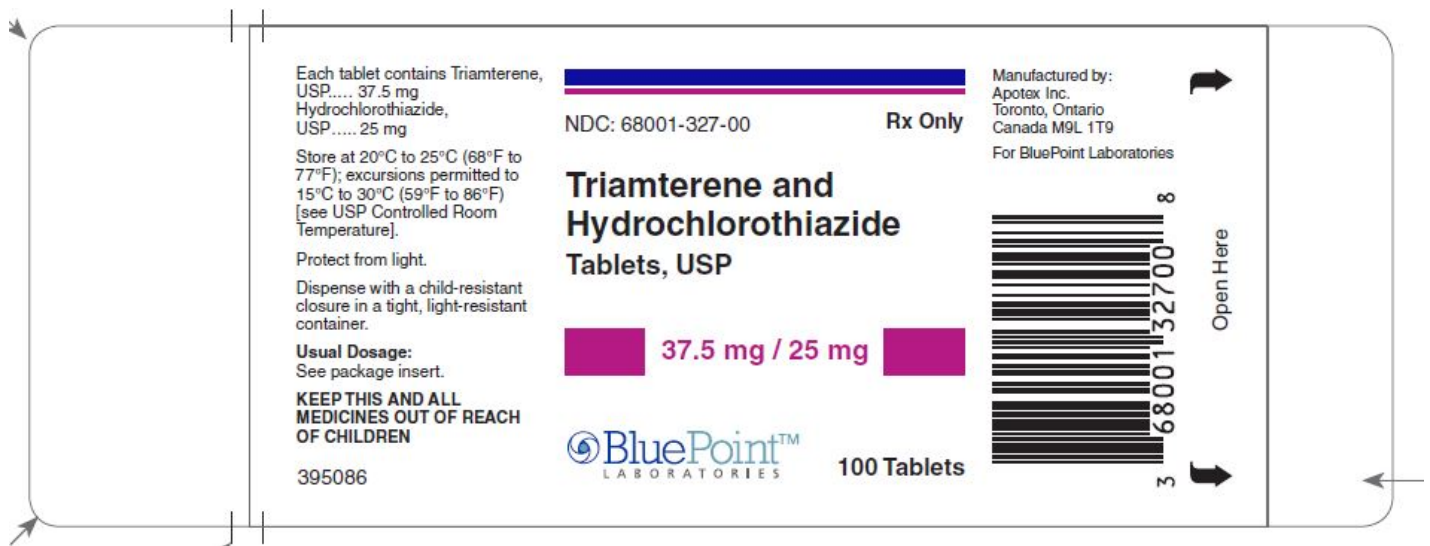 Each tablet contains Triamterene,
USP..... 37.5 mg
Hydrochlorothiazide,
USP..... 25 mg
Store at 20°C to 25°C (68°F to
77°F); excursions permitted to
15°C to 30°C (59°F to 86°F)
[see USP Controlled Room
Temperature].
Protect from light.
Dispense with a child-resistant
closure in a tight, light-resistant
container.
Usual Dosage:
See package insert.
KEEP THIS AND ALL
MEDICINES OUT OF REACH
OF CHILDREN
395086
NDC: 68001-327-00 Rx Only
Triamterene and
Hydrochlorothiazide
Tablets, USP
37.5 mg / 25 mg
BluePoint™
LABORATORIES
100 Tablets
Manufactured by:
Apotex Inc.
Toronto, Ontario
Canada M9L 1T9
For BluePoint Laboratories
3 68001 32700 8
Open Here